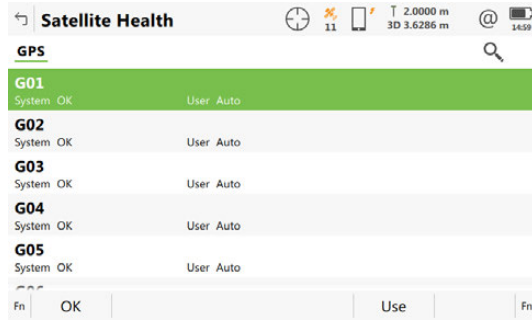 Satellite Health
11
2.0000 m
3D 3.6286 m
@
14:59
GPS
G01
System OK User Auto
G02
System OK User Auto
G03
System OK User Auto
G04
System OK User Auto
G05
System OK User Auto
Fn OK Use Fn